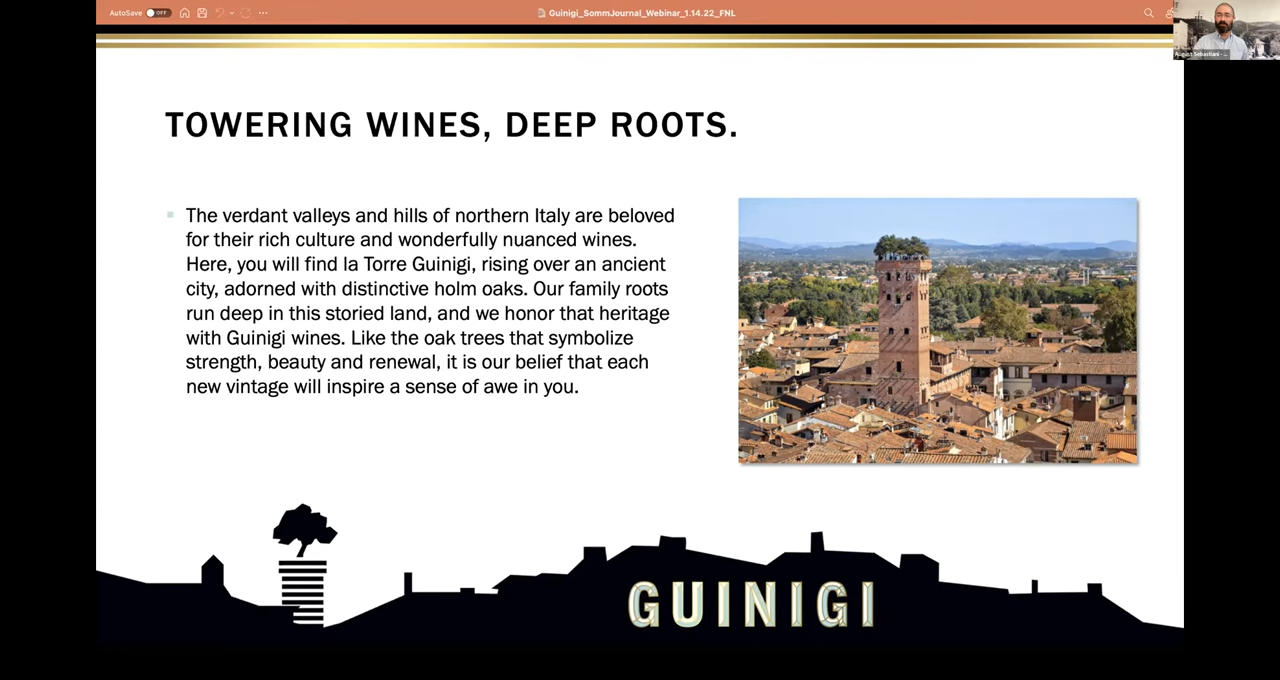 AutoSave OFF
Guinigi_SommJournal_Webinar_1.14.22_FNL
August Sebastiani - ...
TOWERING WINES, DEEP ROOTS.
The verdant valleys and hills of northern Italy are beloved
for their rich culture and wonderfully nuanced wines.
Here, you will find la Torre Guinigi, rising over an ancient
city, adorned with distinctive holm oaks. Our family roots
run deep in this storied land, and we honor that heritage
with Guinigi wines. Like the oak trees that symbolize
strength, beauty and renewal, it is our belief that each
new vintage will inspire a sense of awe in you.
GUINIGI